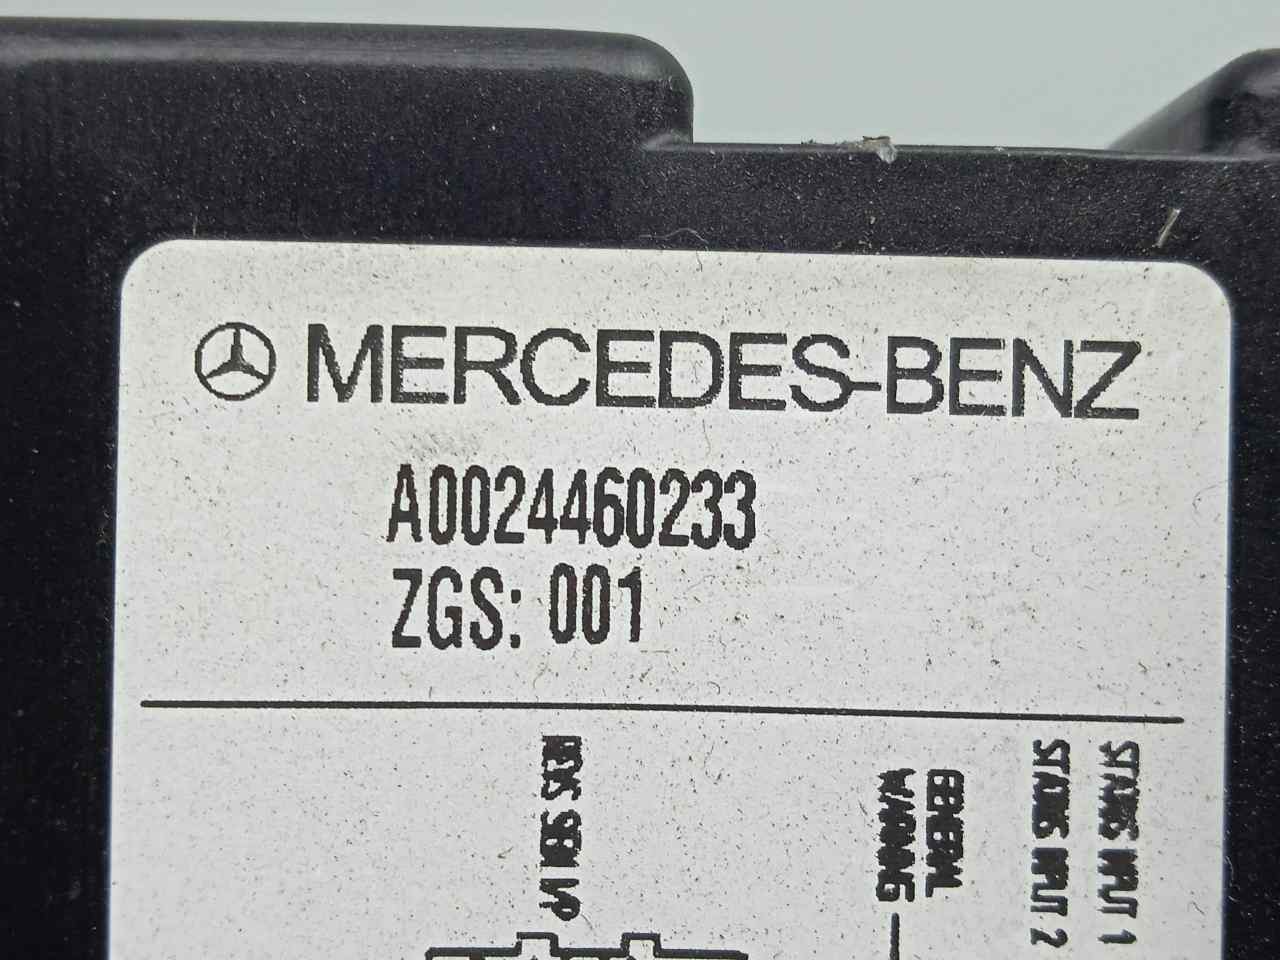 MERCEDES-BENZ
A0024460233
ZGS: 001
GENERAL
WARNING
STATUS INPUT 2
STATUS INPUT 1